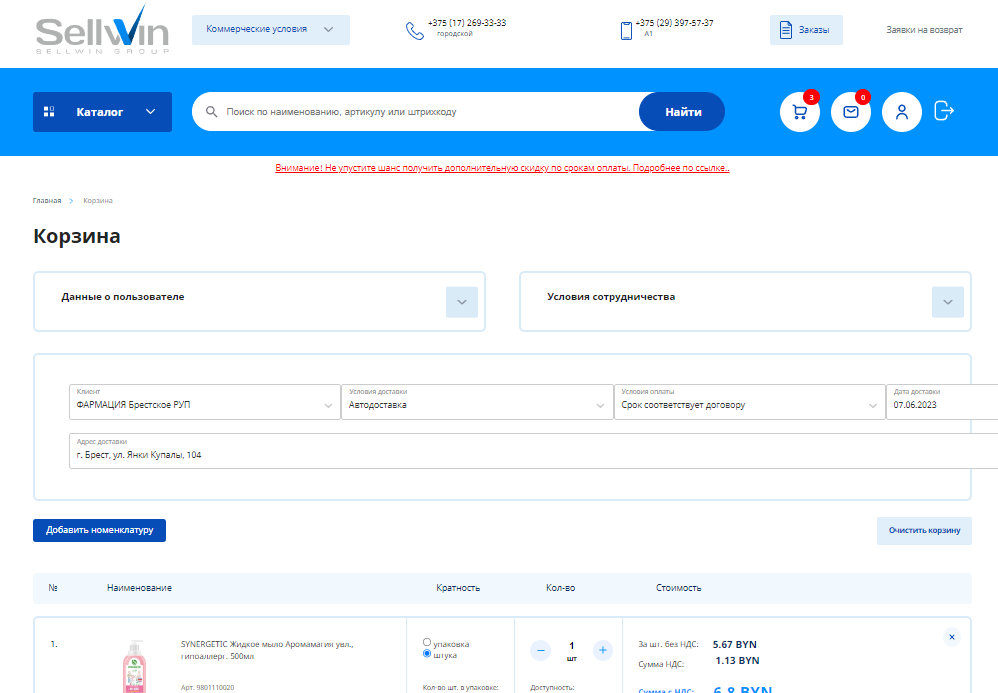 Sellwin
SELLWIN GROUP
Коммерческие условия
+375 (17) 269-33-33
городской
+375 (29) 397-57-37
A1
Заказы
Заявки на возврат
Каталог
Поиск по наименованию, артикулу или штрихкоду
Найти
3
0
Внимание! Не упустите шанс получить дополнительную скидку по срокам оплаты. Подробнее по ссылке..
Главная
Корзина
Корзина
Данные о пользователе
Условия сотрудничества
Клиент
ФАРМАЦИЯ Брестское РУП
Условия доставки
Автодоставка
Условия оплаты
Срок соответствует договору
Дата доставки
07.06.2023
Адрес доставки
г. Брест, ул. Янки Купалы, 104
Добавить номенклатуру
Очистить корзину
№ Наименование Кратность Кол-во Стоимость
1.
SYNERGETIC Жидкое мыло Аромамагия увл.,
гипоаллерг. 500мл
Арт. 9801110020
упаковка
штука
Кол-во шт. в упаковке:
1
шт
Доступность:
За шт. без НДС: 5.67 BYN
Сумма НДС: 1.13 BYN
Сумма с НДС: 6.8 BYN